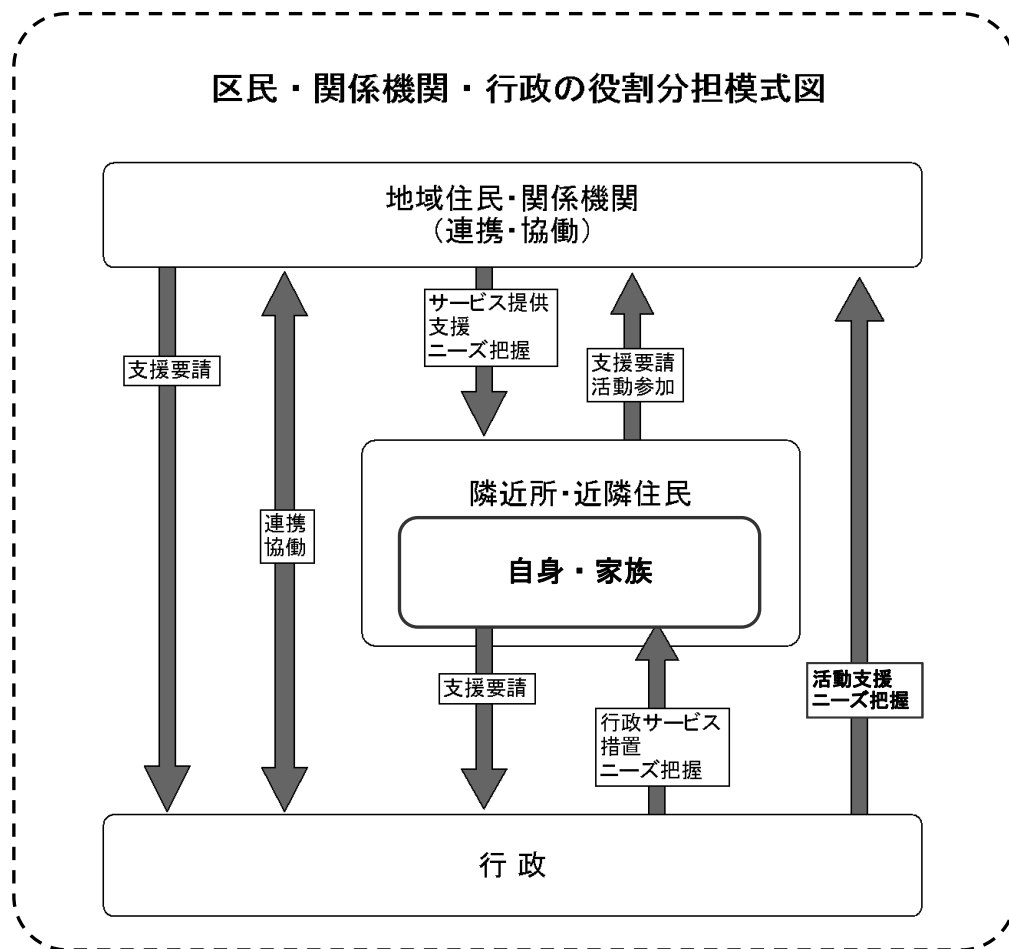 区民・関係機関・行政の役割分担模式図
地域住民・関係機関
（連携・協働）
サービス提供
支援
ニーズ把握
支援要請
支援要請
活動参加
隣近所・近隣住民
連携
協働
自身・家族
支援要請
活動支援
ニーズ把握
行政サービス
措置
ニーズ把握
行 政